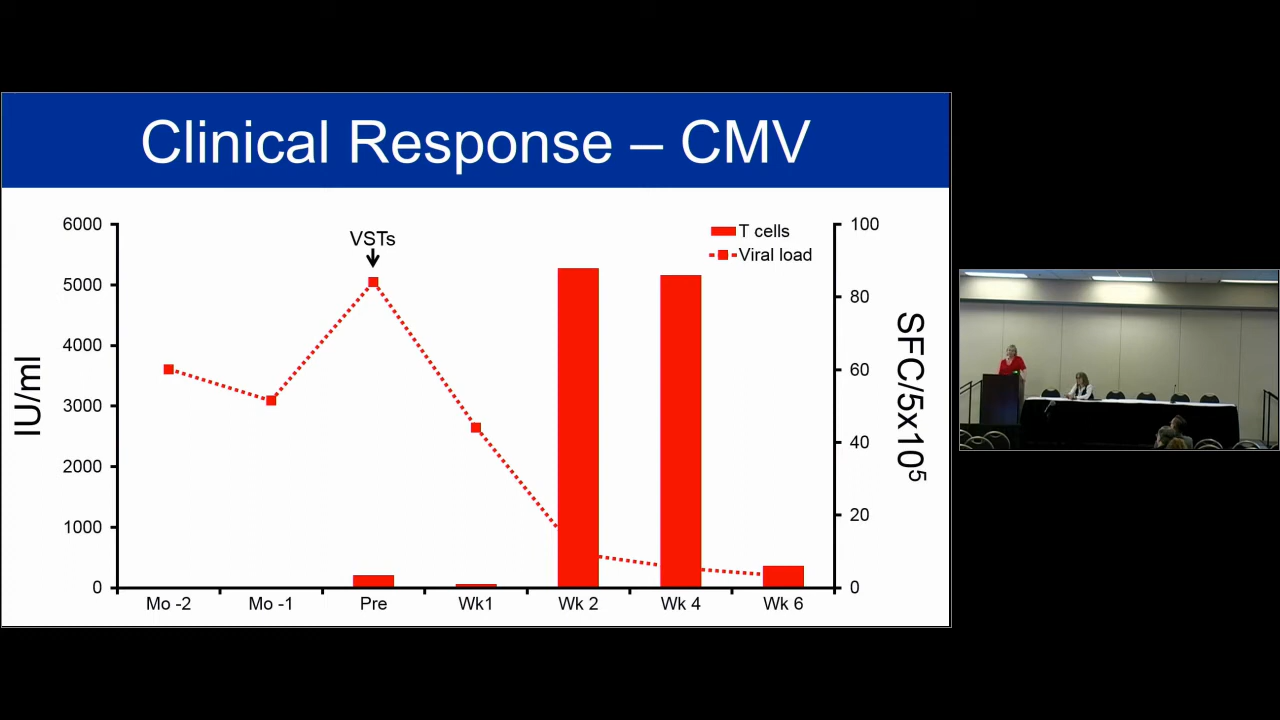 Clinical Response – CMV
6000
5000
4000
3000
2000
1000
0
IU/ml
VSTs
T cells
Viral load
100
80
60
40
20
0
SFC/5x10⁵
Mo -2
Mo -1
Pre
Wk1
Wk 2
Wk 4
Wk 6